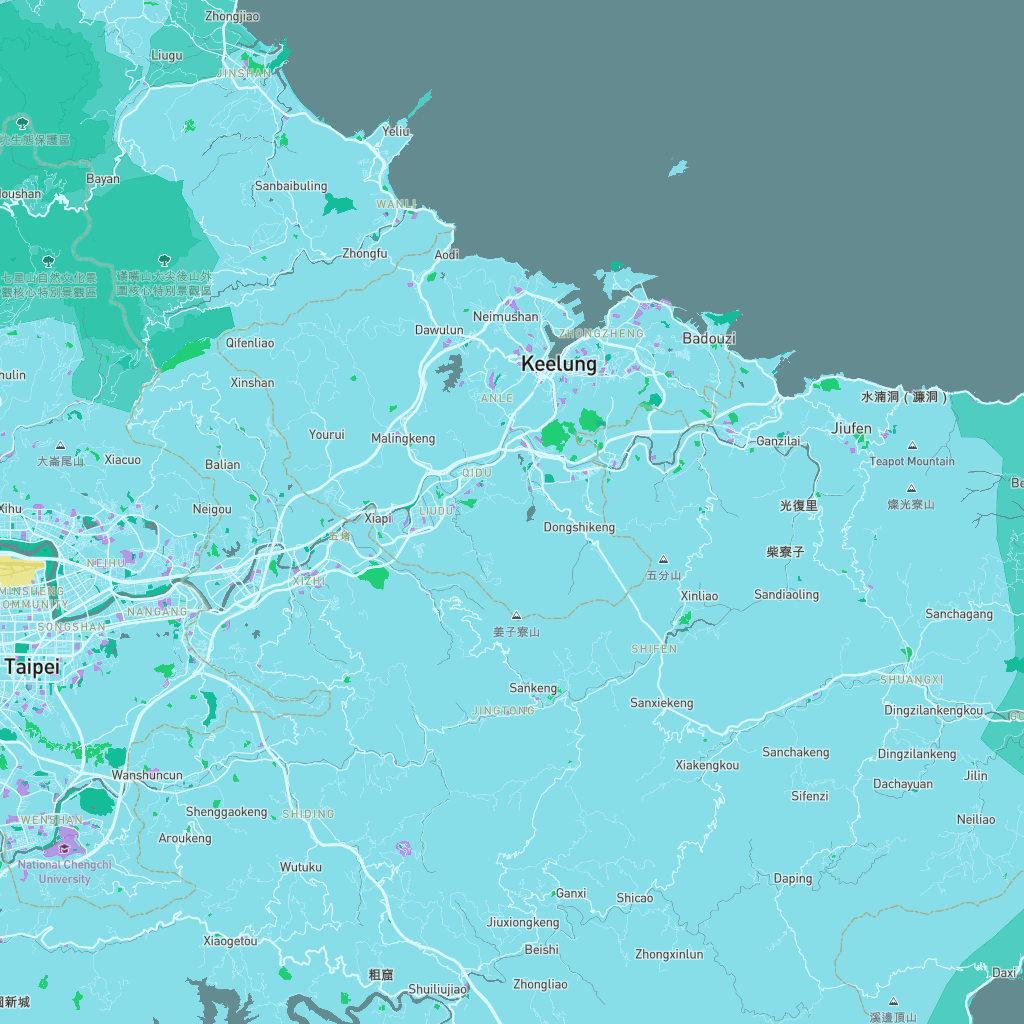 Zhongjiao
Liugu
JINSHAN
Yeliu
生態保護區
Bayan
Sanbaibuling
WANLI
Zhongfu
Aodi
七星山自然文化景
觀核心特別景觀區
磺嘴山大尖後山外
圍核心特別景觀區
Neimushan
Dawulun
ZHONGZHENG
Badouzi
Qifenliao
Keelung
Xinshan
ANLE
水湳洞 ( 濂洞 )
Jiufen
Yourui
Malingkeng
Ganzilai
大崙尾山
Xiacuo
Balian
QIDU
Teapot Mountain
燦光寮山
Xihu
Neigou
LIUDU
Xiapi
光復里
Dongshikeng
五堵
NEIHU
柴寮子
XIZHI
五分山
MINSHENG
COMMUNITY
NANGANG
Xinliao
Sandiaoling
SONGSHAN
姜子寮山
Sanchagang
Taipei
SHIFEN
SHUANGXI
Sankeng
JINGTONG
Sanxiekeng
Dingzilankengkou
Sanchakeng
Dingzilankeng
Xiakengkou
Wanshuncun
Jilin
Dachayuan
Sifenzi
Shenggaokeng
SHIDING
WENSHAN
Neiliao
Aroukeng
National Chengchi
University
Wutuku
Daping
Ganxi
Shicao
Jiuxiongkeng
Xiaogetou
Beishi
Zhongxinlun
粗窟
Daxi
Zhongliao
Shuiliujiao
新城
溪邊頂山